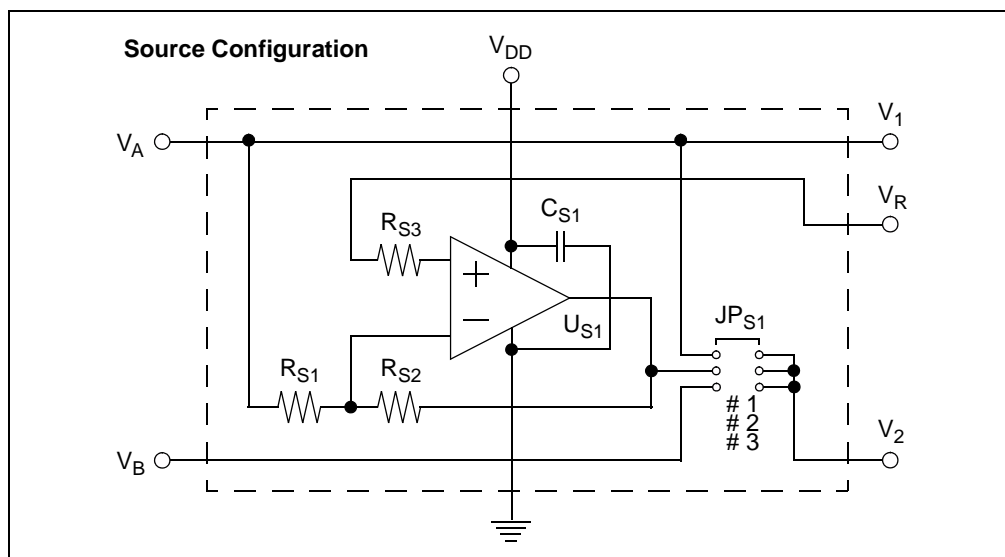 Source Configuration
V_DD
V_A
V_1
V_R
C_S1
R_S3
+
−
U_S1
JP_S1
R_S1
R_S2
# 1
# 2
# 3
V_B
V_2